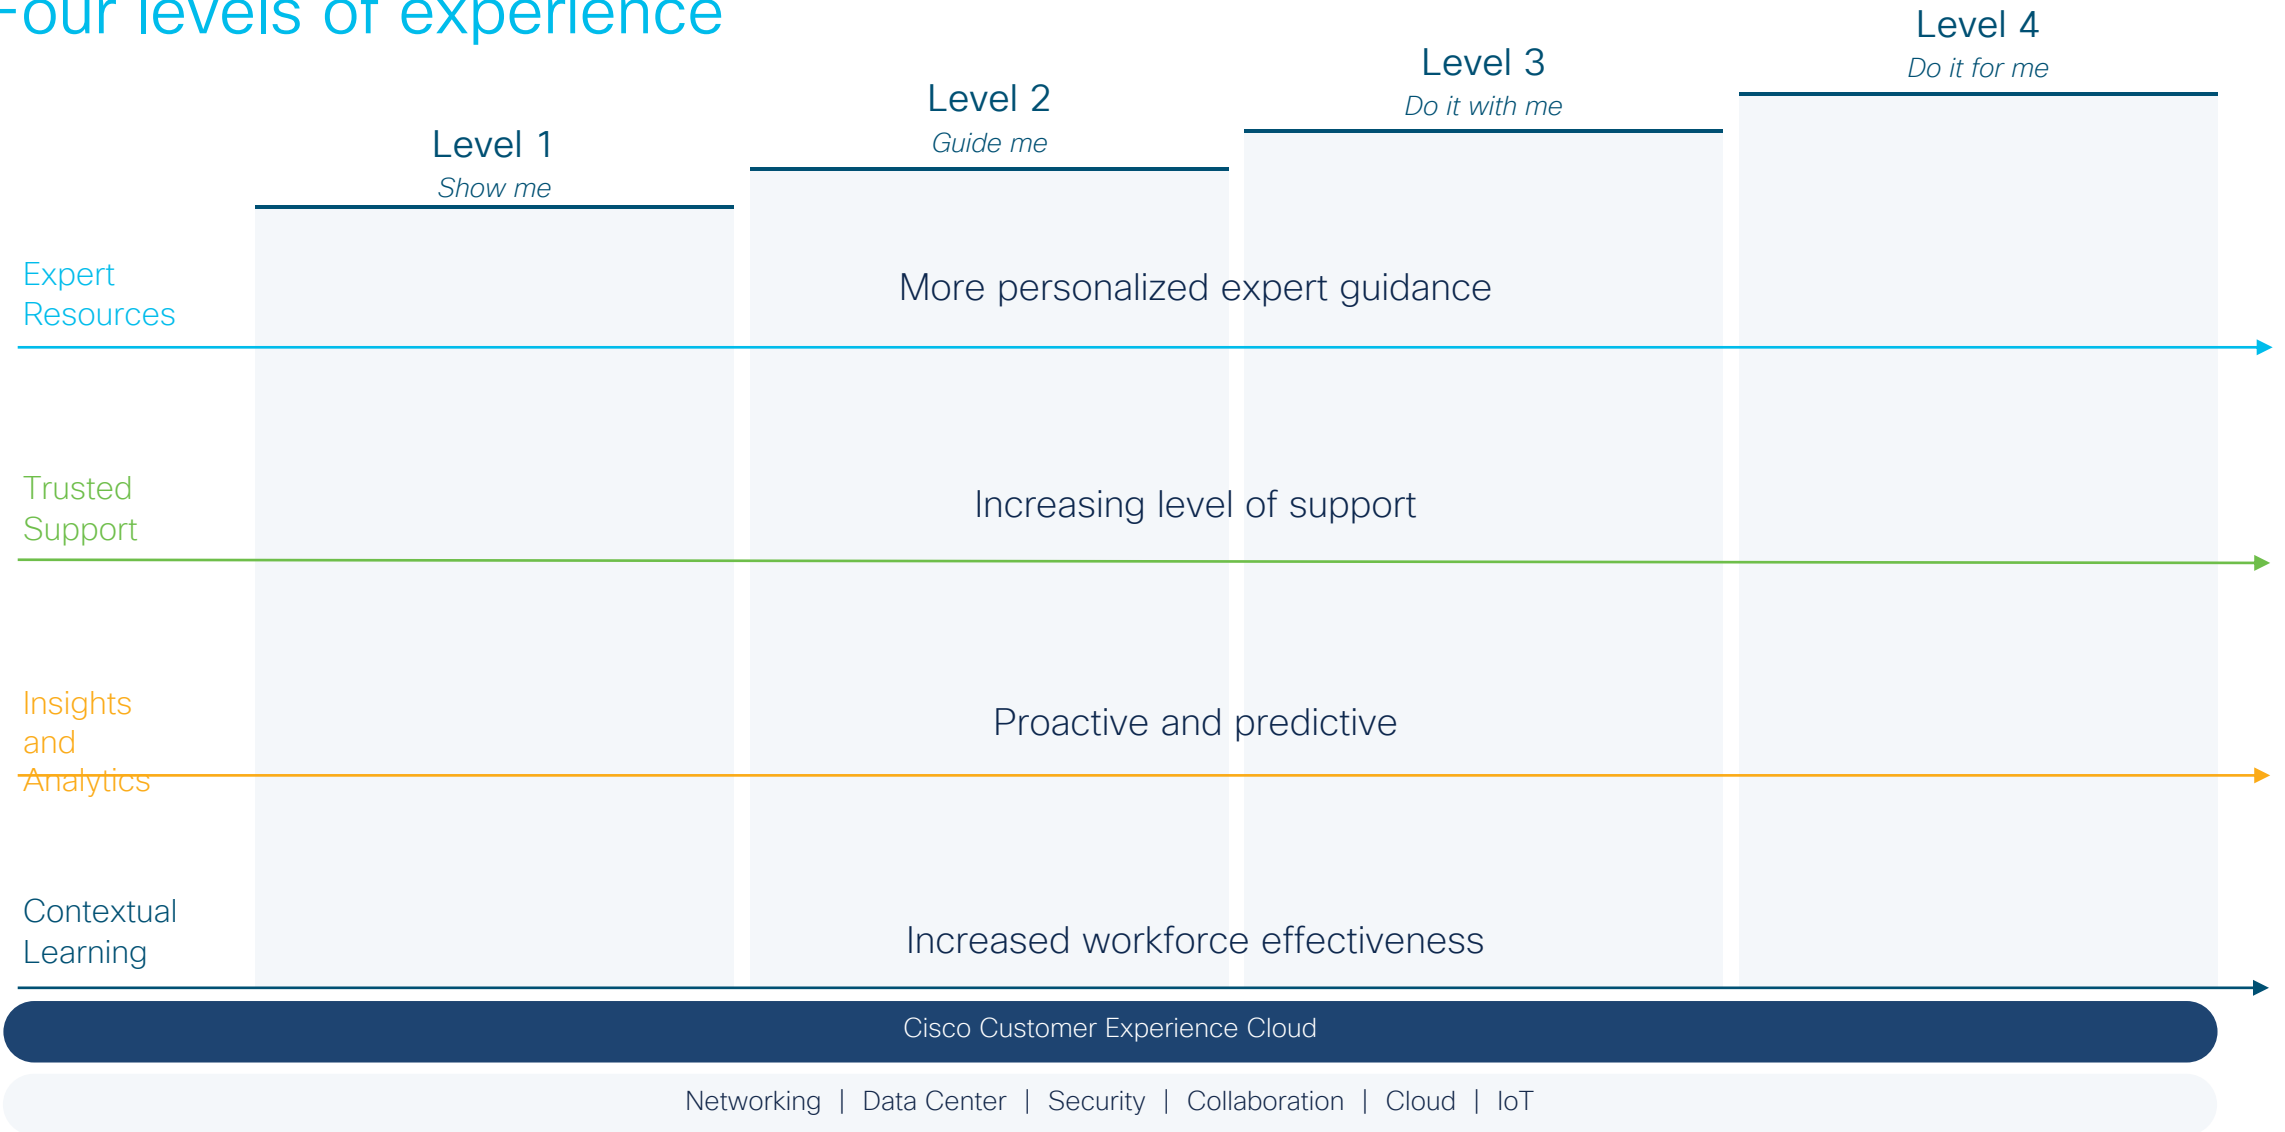 Four levels of experience
Level 1
Show me
Level 2
Guide me
Level 3
Do it with me
Level 4
Do it for me
Expert
Resources
More personalized expert guidance
Trusted
Support
Increasing level of support
Insights
and
Analytics
Proactive and predictive
Contextual
Learning
Increased workforce effectiveness
Cisco Customer Experience Cloud
Networking | Data Center | Security | Collaboration | Cloud | IoT